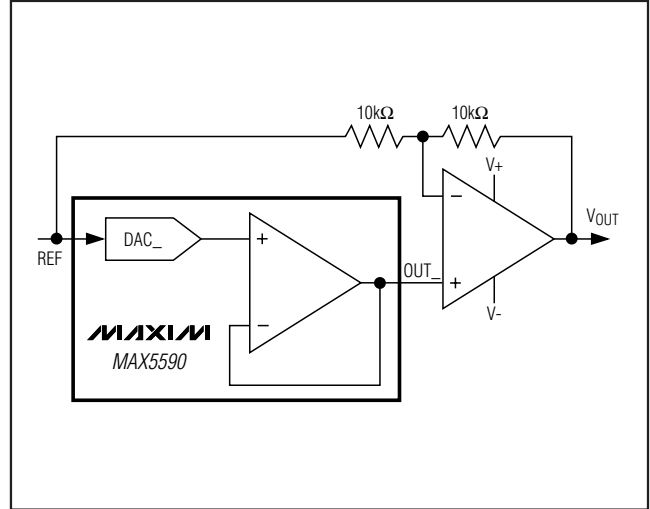 10kΩ 10kΩ
V+
−
REF DAC_ + OUT_ + VOUT
−
V-
MAXIM
MAX5590